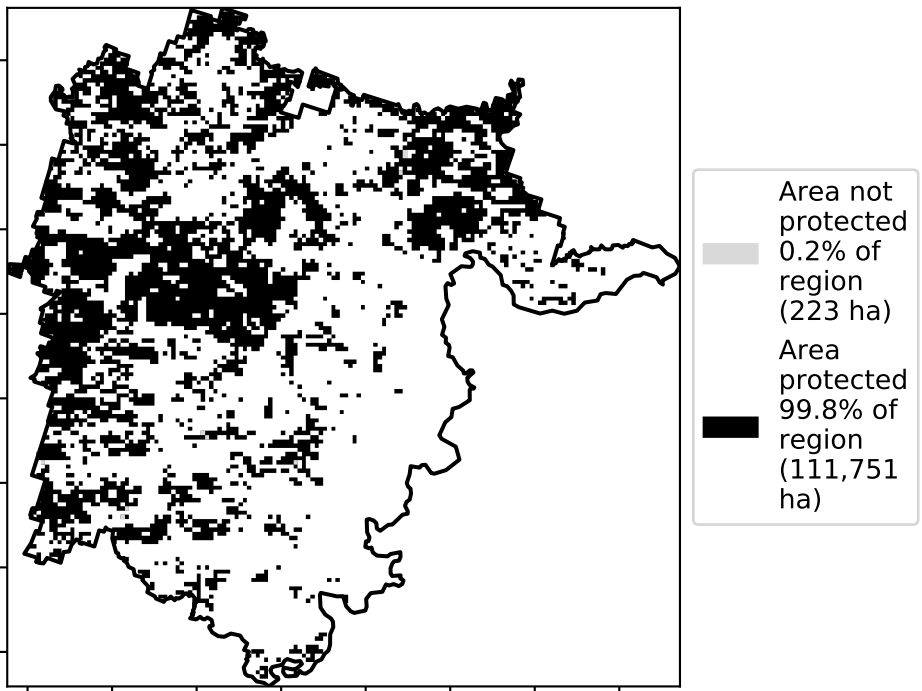 Area not
protected
0.2% of
region
(223 ha)
Area
protected
99.8% of
region
(111,751
ha)